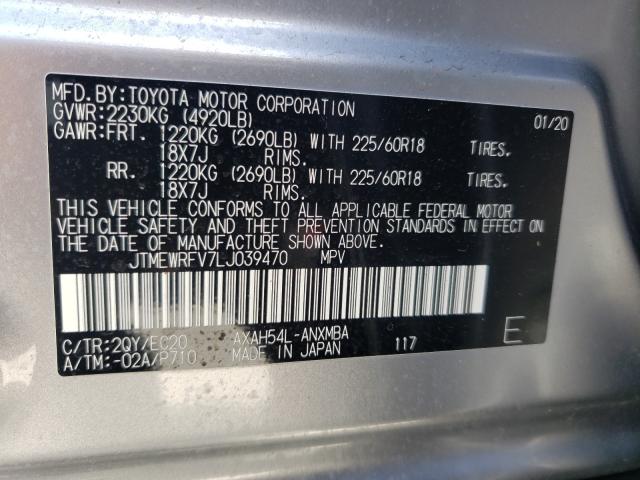 MFD.BY:TOYOTA MOTOR CORPORATION 01/20
GVWR:2230KG (4920LB)
GAWR:FRT. 1220KG (2690LB) WITH 225/60R18 TIRES.
18X7J RIMS.
RR. 1220KG (2690LB) WITH 225/60R18 TIRES.
18X7J RIMS.
THIS VEHICLE CONFORMS TO ALL APPLICABLE FEDERAL MOTOR
VEHICLE SAFETY AND THEFT PREVENTION STANDARDS IN EFFECT ON
THE DATE OF MANUFACTURE SHOWN ABOVE.
JTMEWRFV7LJ039470 MPV
C/TR:2QY/EC20 AXAH54L-ANXMBA 117 E
A/TM:-02A/P710 MADE IN JAPAN